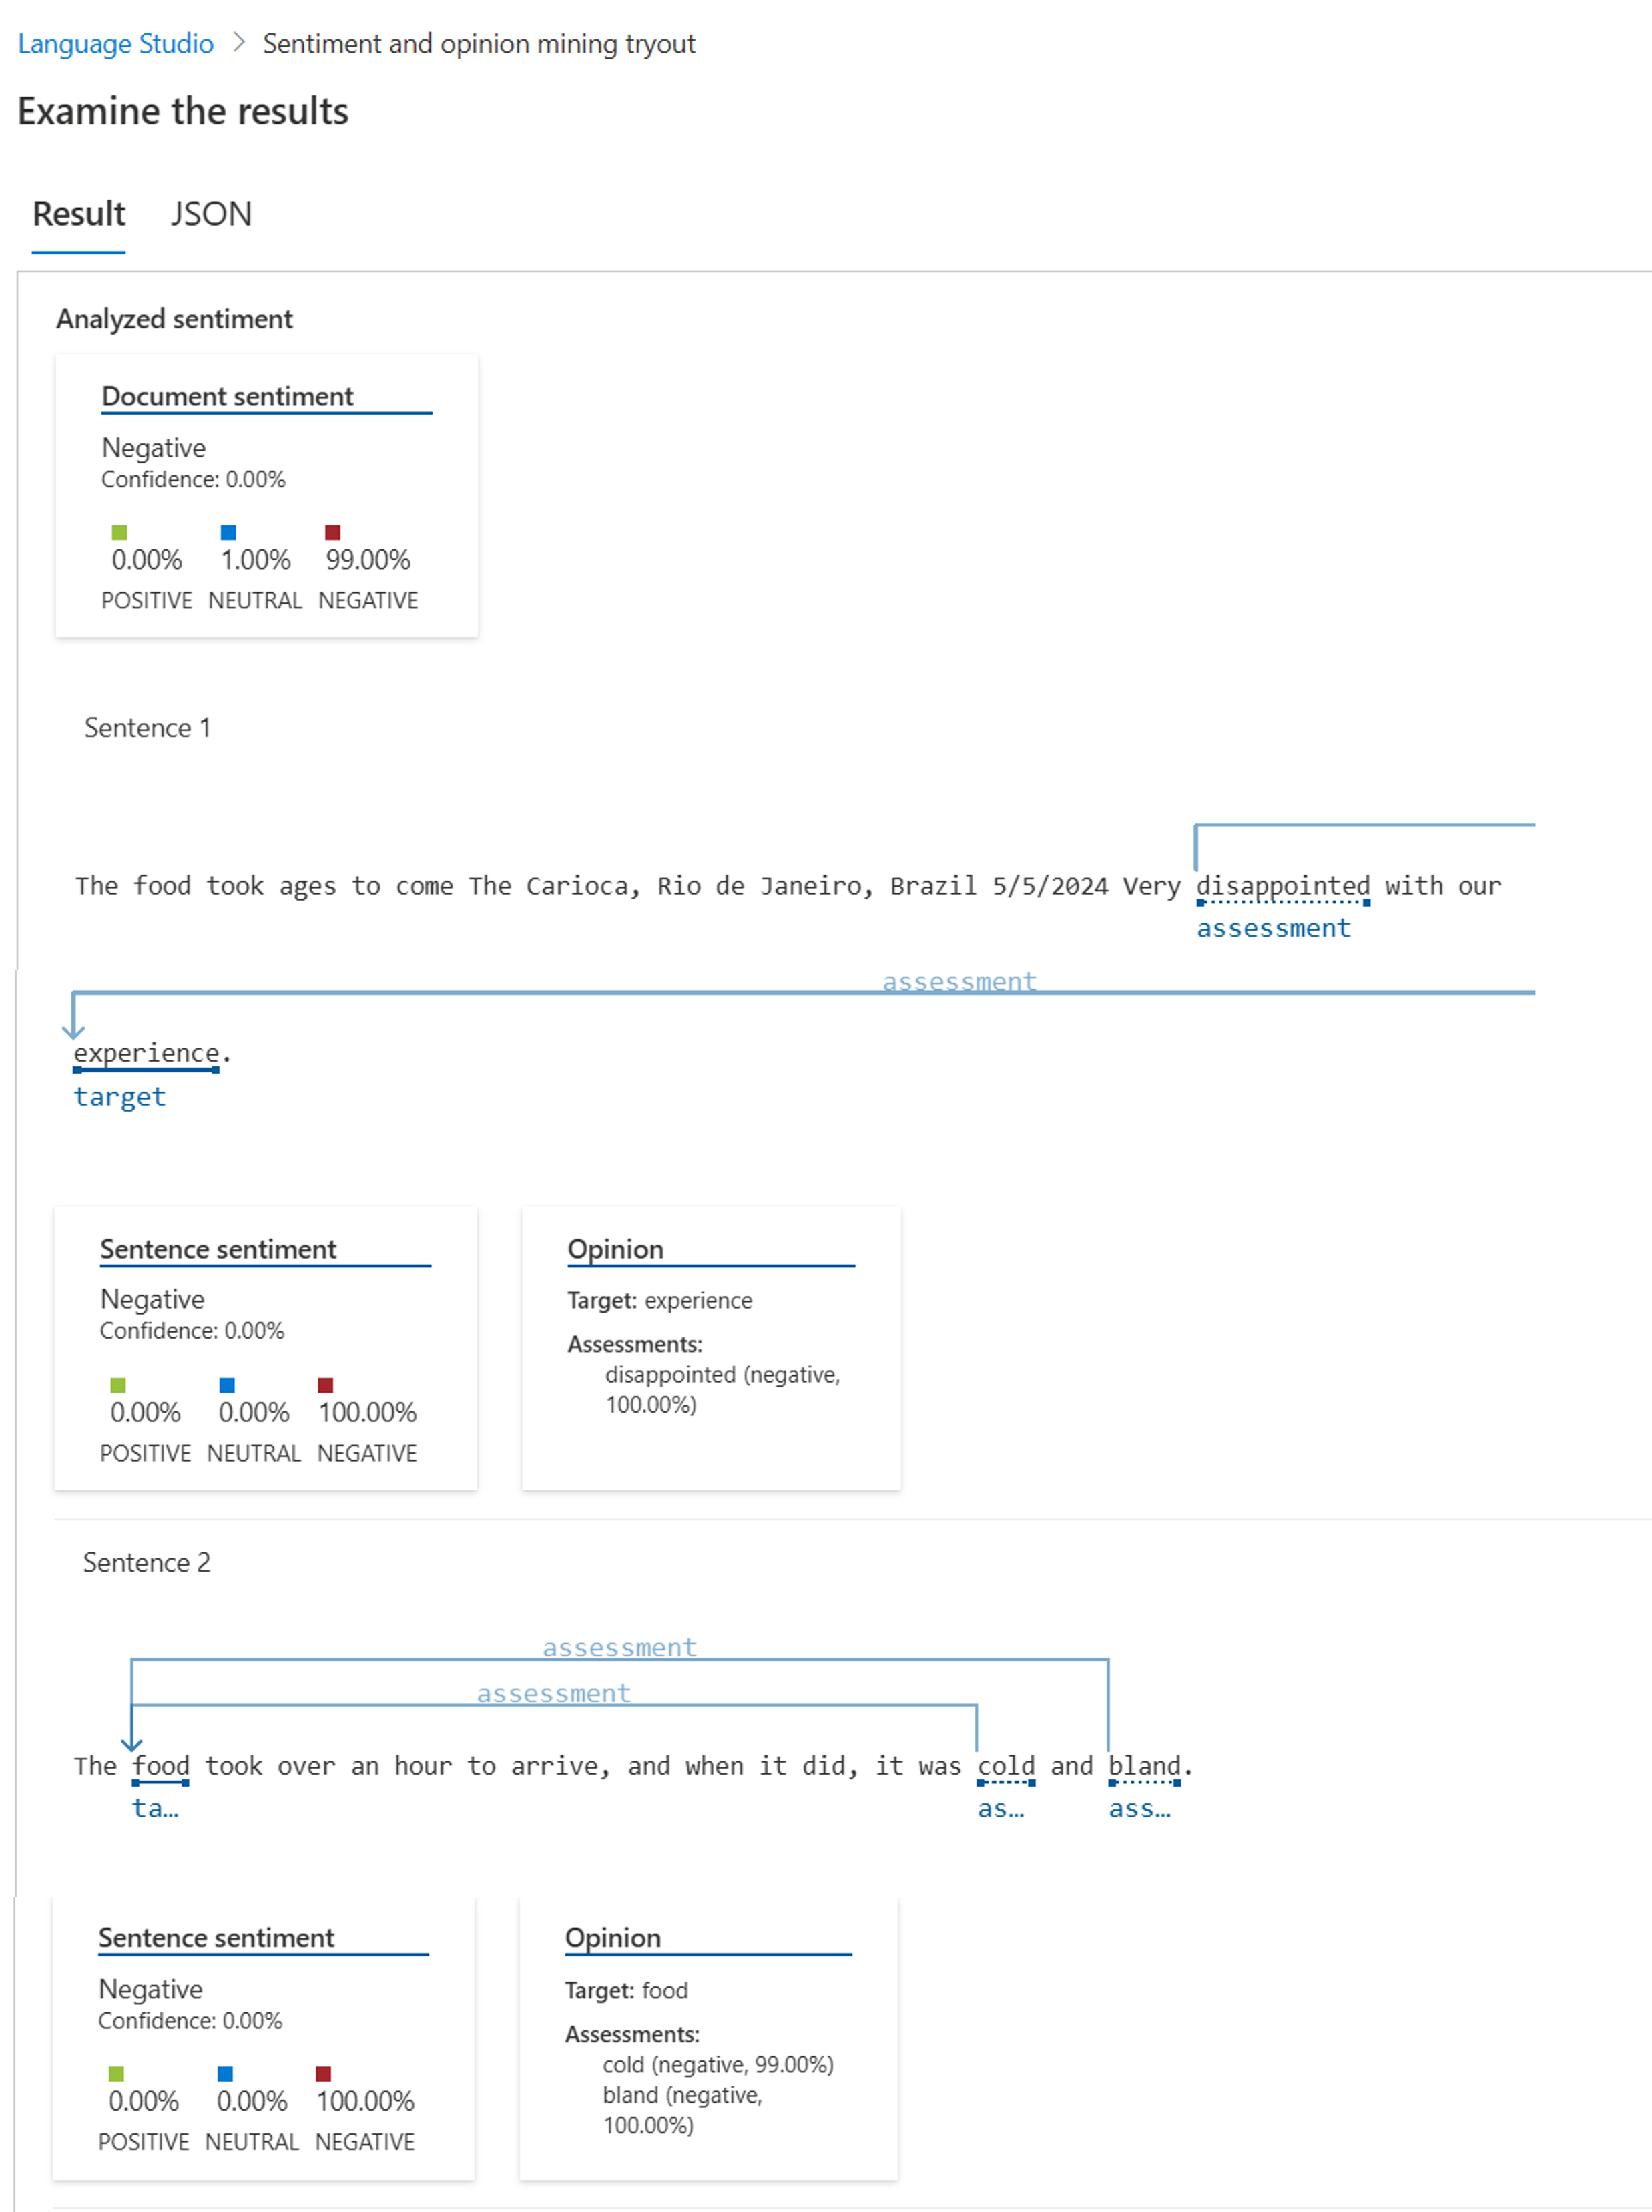 Language Studio > Sentiment and opinion mining tryout
Examine the results
Result JSON
Analyzed sentiment
Document sentiment
Negative
Confidence: 0.00%
0.00% 1.00% 99.00%
POSITIVE NEUTRAL NEGATIVE
Sentence 1
The food took ages to come The Carioca, Rio de Janeiro, Brazil 5/5/2024 Very disappointed with our
assessment
assessment
experience.
target
Sentence sentiment
Negative
Confidence: 0.00%
0.00% 0.00% 100.00%
POSITIVE NEUTRAL NEGATIVE
Opinion
Target: experience
Assessments:
disappointed (negative,
100.00%)
Sentence 2
assessment
assessment
The food took over an hour to arrive, and when it did, it was cold and bland.
ta... as... ass...
Sentence sentiment
Negative
Confidence: 0.00%
0.00% 0.00% 100.00%
POSITIVE NEUTRAL NEGATIVE
Opinion
Target: food
Assessments:
cold (negative, 99.00%)
bland (negative,
100.00%)